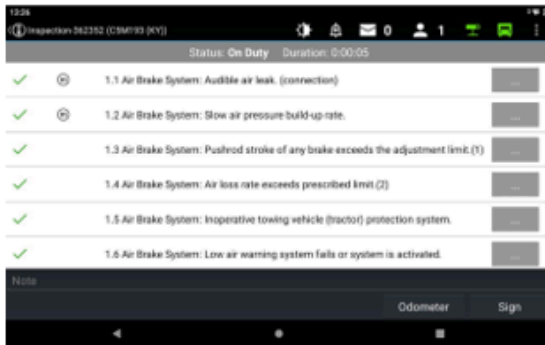 13:26
Inspection 362352 (CSM193 (KY))
0
1
Status: On Duty Duration: 0:00:05
1.1 Air Brake System: Audible air leak. (connection)
...
1.2 Air Brake System: Slow air pressure build-up rate.
...
1.3 Air Brake System: Pushrod stroke of any brake exceeds the adjustment limit.(1)
...
1.4 Air Brake System: Air loss rate exceeds prescribed limit.(2)
...
1.5 Air Brake System: Inoperative towing vehicle (tractor) protection system.
...
1.6 Air Brake System: Low air warning system fails or system is activated.
...
Note
Odometer Sign